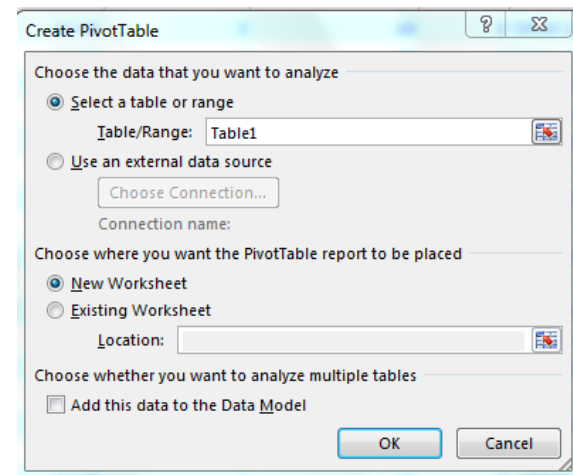 Create PivotTable
?
Choose the data that you want to analyze
Select a table or range
Table/Range: Table1
Use an external data source
Choose Connection...
Connection name:
Choose where you want the PivotTable report to be placed
New Worksheet
Existing Worksheet
Location:
Choose whether you want to analyze multiple tables
Add this data to the Data Model
OK Cancel